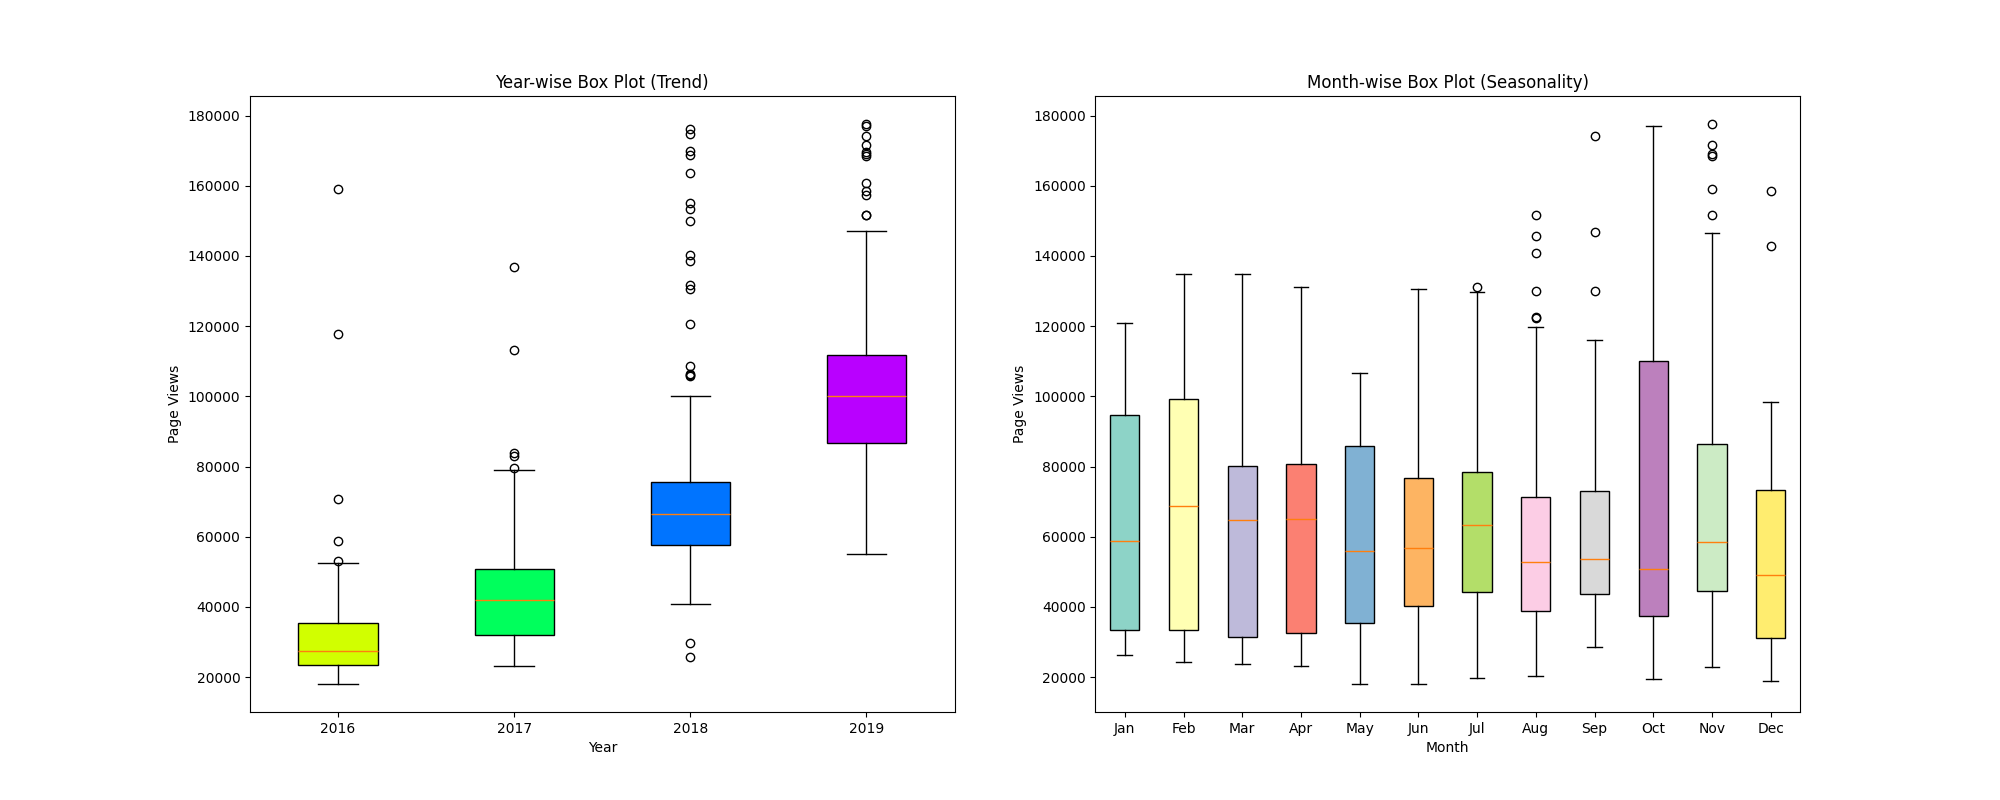 Year-wise Box Plot (Trend)
Page Views
180000
160000
140000
120000
100000
80000
60000
40000
20000
2016 2017 2018 2019
Year
Month-wise Box Plot (Seasonality)
Page Views
180000
160000
140000
120000
100000
80000
60000
40000
20000
Jan Feb Mar Apr May Jun Jul Aug Sep Oct Nov Dec
Month